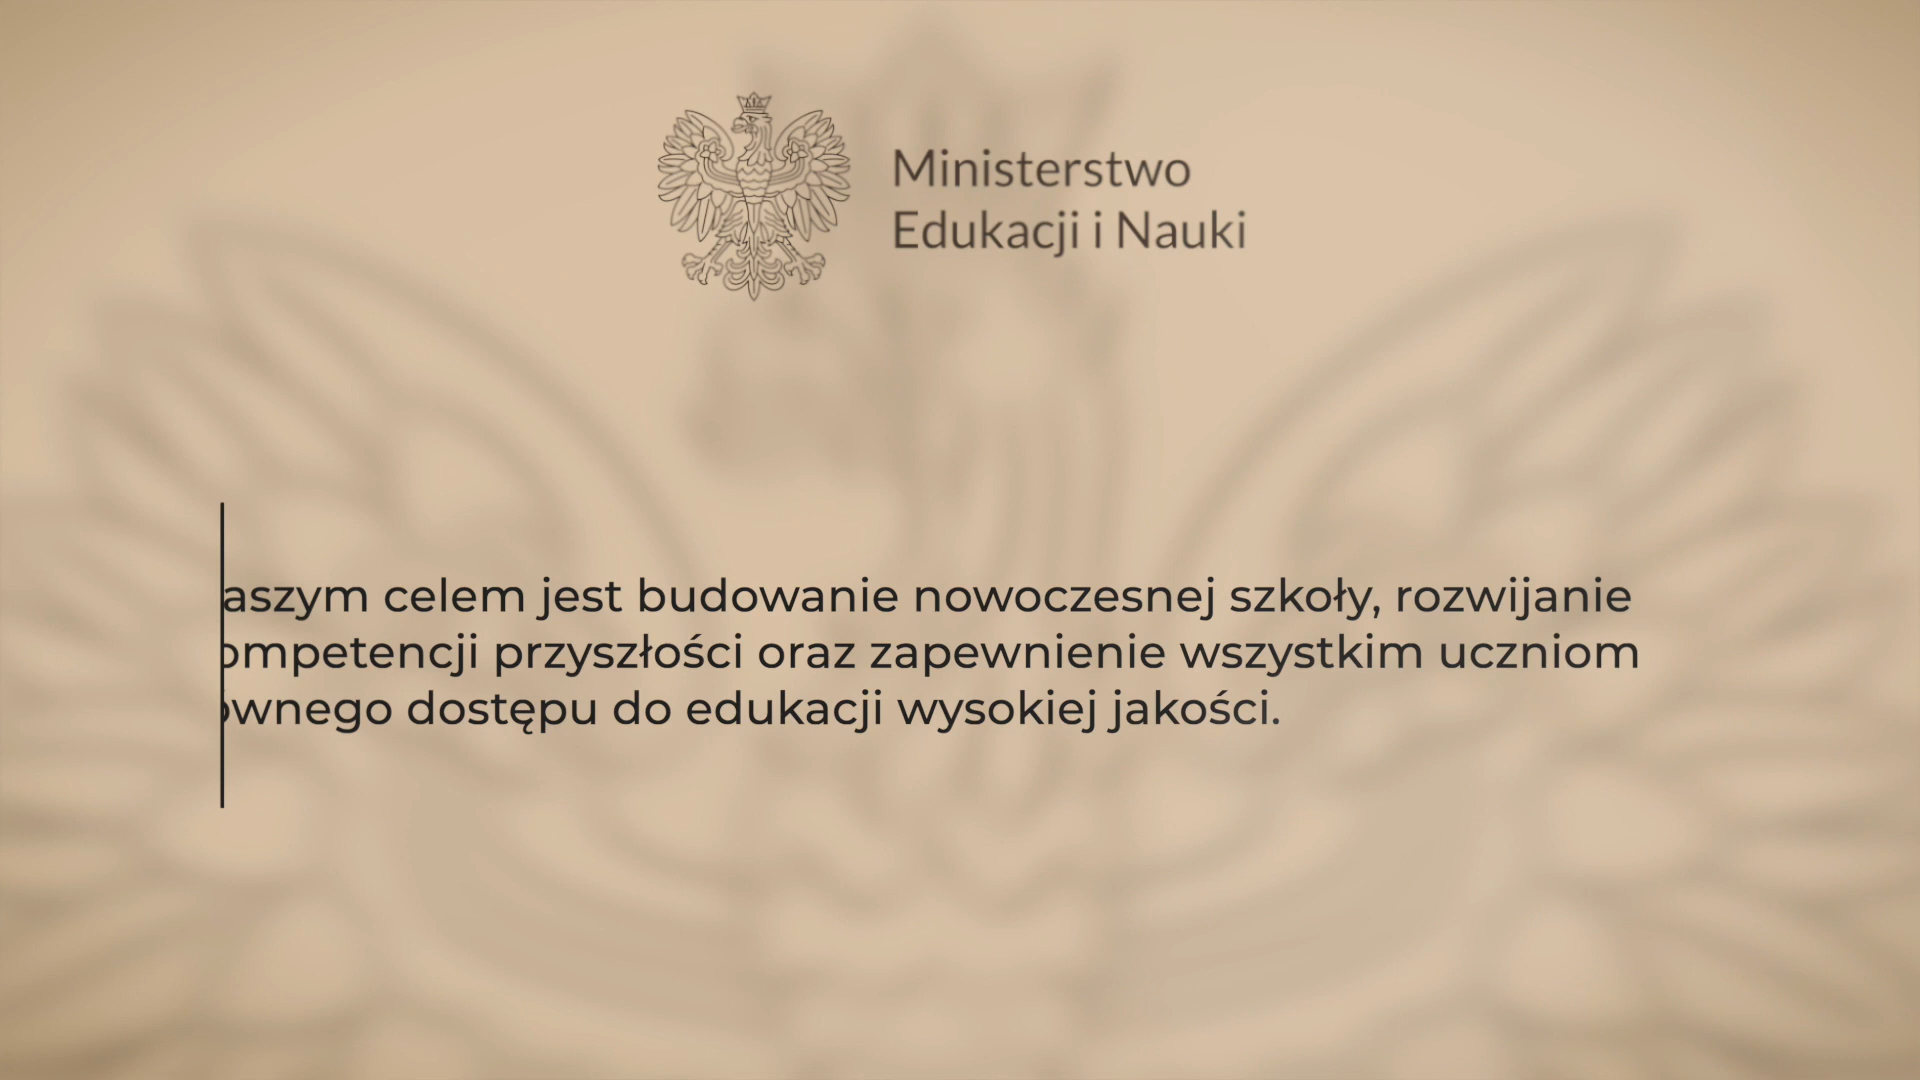 Ministerstwo
Edukacji i Nauki
aszym celem jest budowanie nowoczesnej szkoły, rozwijanie
ompetencji przyszłości oraz zapewnienie wszystkim uczniom
ównego dostępu do edukacji wysokiej jakości.